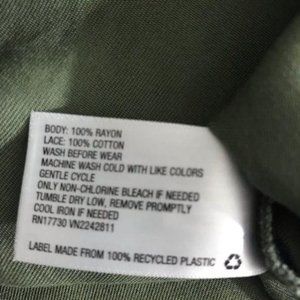 BODY: 100% RAYON
LACE: 100% COTTON
WASH BEFORE WEAR
MACHINE WASH COLD WITH LIKE COLORS
GENTLE CYCLE
ONLY NON-CHLORINE BLEACH IF NEEDED
TUMBLE DRY LOW, REMOVE PROMPTLY
COOL IRON IF NEEDED
RN17730 VN2242811
LABEL MADE FROM 100% RECYCLED PLASTIC